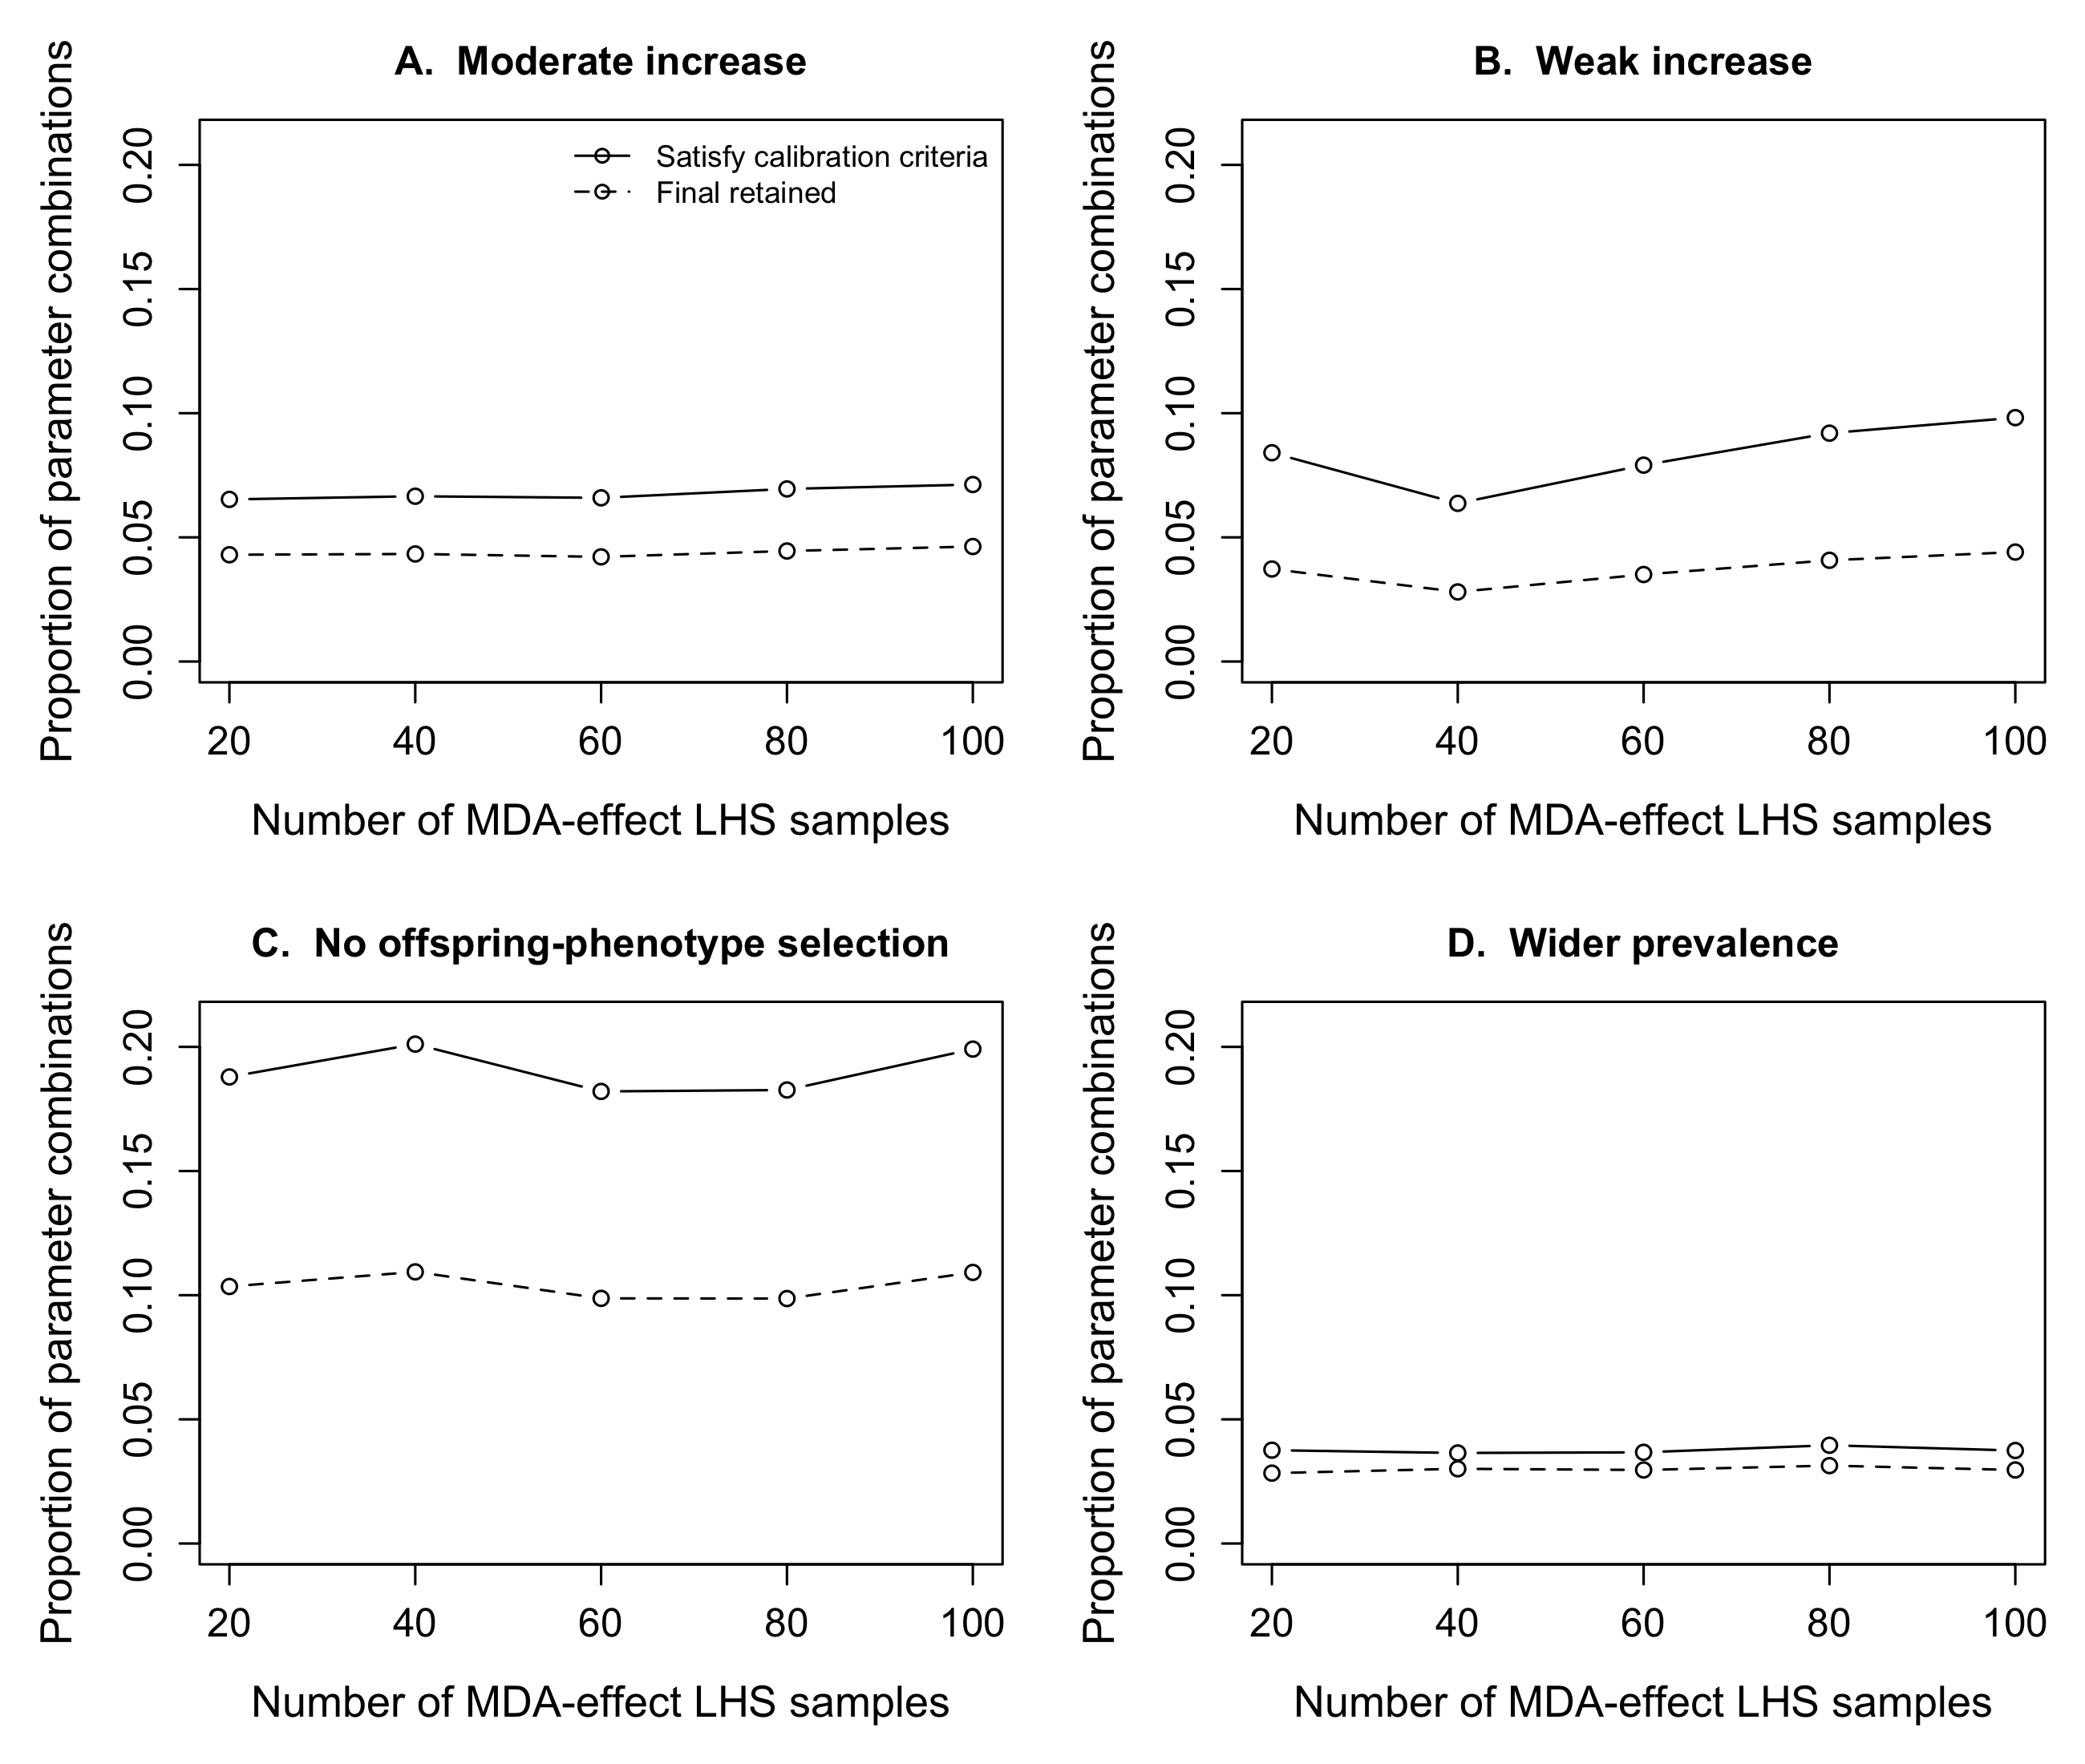 A.  Moderate increase
Proportion of parameter combinations
0.20
0.15
0.10
0.05
0.00
Satisfy calibration criteria
Final retained
20 40 60 80 100
Number of MDA-effect LHS samples
B.  Weak increase
Proportion of parameter combinations
0.20
0.15
0.10
0.05
0.00
20 40 60 80 100
Number of MDA-effect LHS samples
C.  No offspring-phenotype selection
Proportion of parameter combinations
0.20
0.15
0.10
0.05
0.00
20 40 60 80 100
Number of MDA-effect LHS samples
D.  Wider prevalence
Proportion of parameter combinations
0.20
0.15
0.10
0.05
0.00
20 40 60 80 100
Number of MDA-effect LHS samples